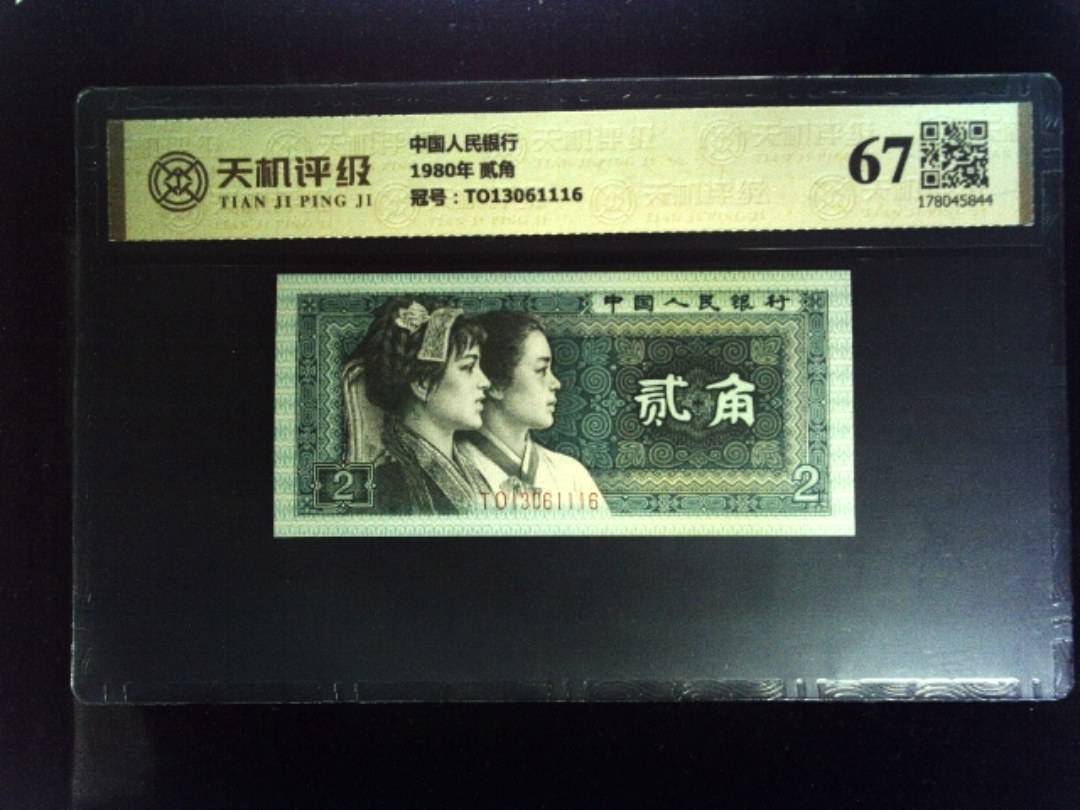 天机评级
TIAN JI PING JI
中国人民银行
1980年 贰角
冠号：TO13061116
67
178045844
中国人民银行
贰角
2
TO13061116
2